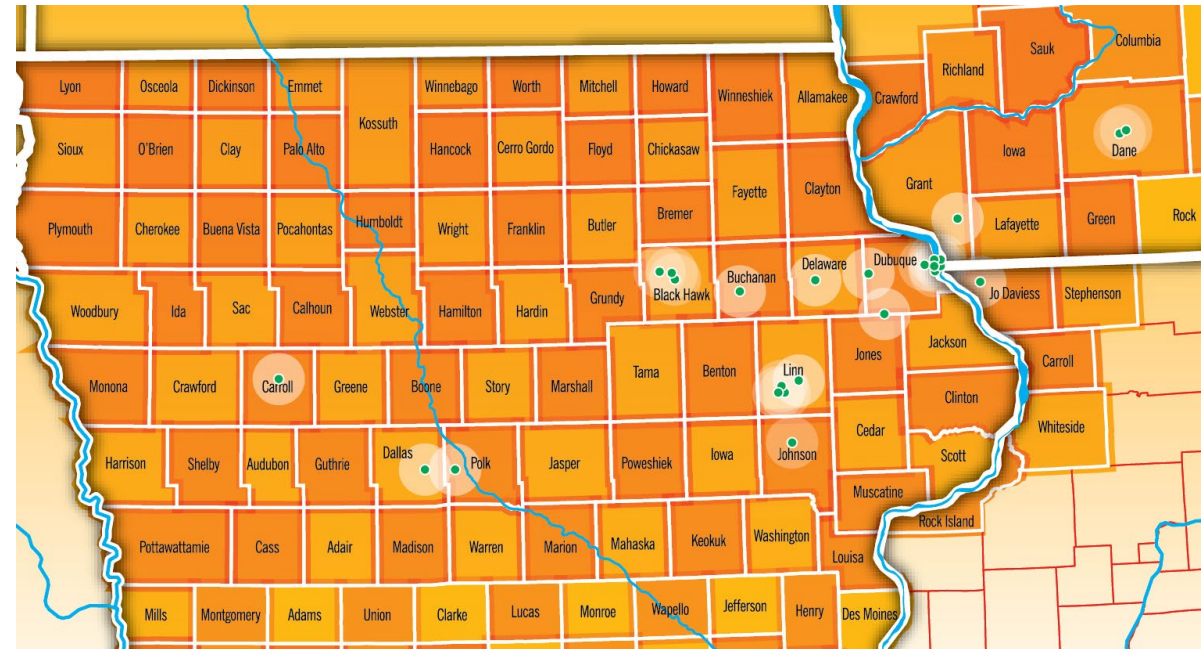 Lyon
Osceola
Dickinson
Emmet
Kossuth
Winnebago
Worth
Mitchell
Howard
Winneshiek
Allamakee
Crawford
Richland
Sauk
Columbia
Sioux
O'Brien
Clay
Palo Alto
Hancock
Cerro Gordo
Floyd
Chickasaw
Fayette
Clayton
Grant
Iowa
Dane
Plymouth
Cherokee
Buena Vista
Pocahontas
Humboldt
Wright
Franklin
Butler
Bremer
Lafayette
Green
Rock
Woodbury
Ida
Sac
Calhoun
Webster
Hamilton
Hardin
Grundy
Black Hawk
Buchanan
Delaware
Dubuque
Jo Daviess
Stephenson
Monona
Crawford
Carroll
Greene
Boone
Story
Marshall
Tama
Benton
Linn
Jones
Jackson
Clinton
Carroll
Whiteside
Harrison
Shelby
Audubon
Guthrie
Dallas
Polk
Jasper
Poweshiek
Iowa
Johnson
Cedar
Scott
Muscatine
Rock Island
Pottawattamie
Cass
Adair
Madison
Warren
Marion
Mahaska
Keokuk
Washington
Louisa
Mills
Montgomery
Adams
Union
Clarke
Lucas
Monroe
Wapello
Jefferson
Henry
Des Moines